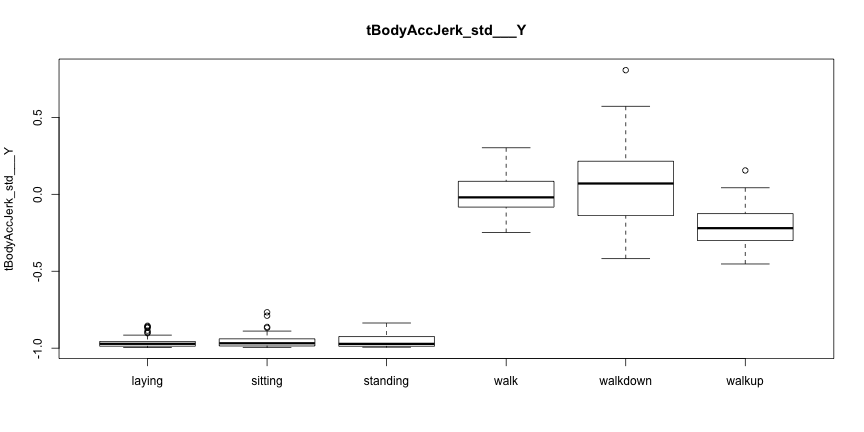 tBodyAccJerk_std___Y
tBodyAccJerk_std___Y
0.5
0.0
-0.5
-1.0
laying sitting standing walk walkdown walkup